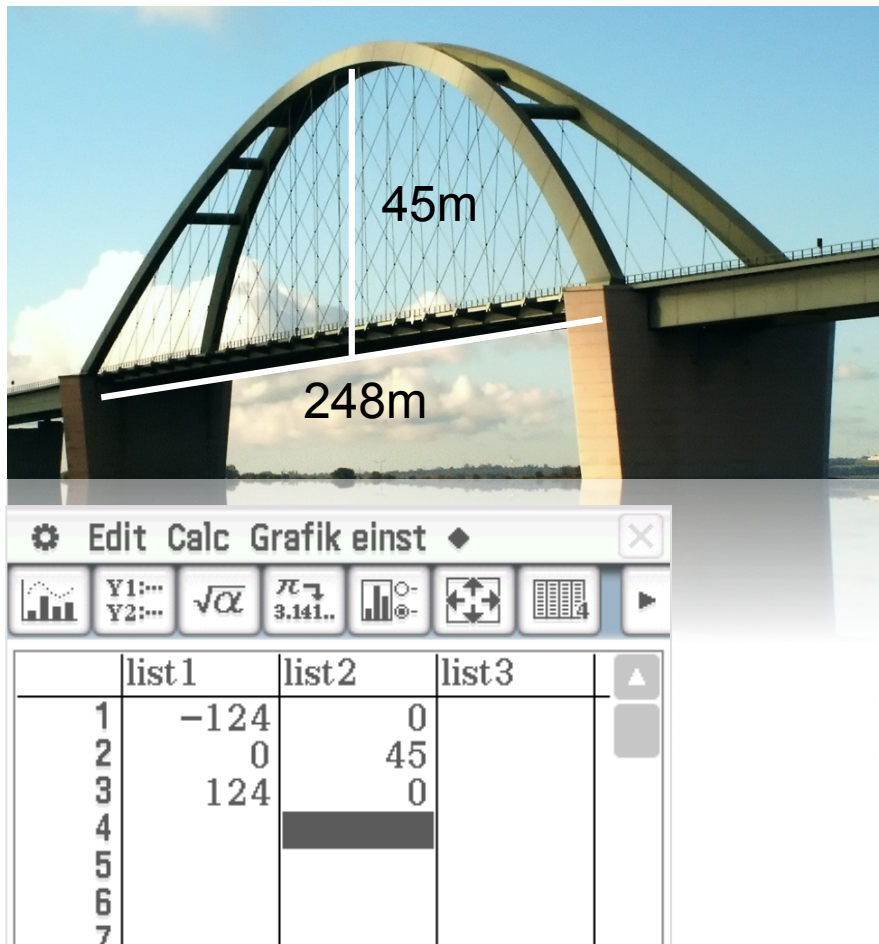 45m
248m
Edit Calc Grafik einst
Y1:...
Y2:...
√α
π
3.141..
4
list1 list2 list3
1 -124 0
2 0 45
3 124 0
4
5
6
7